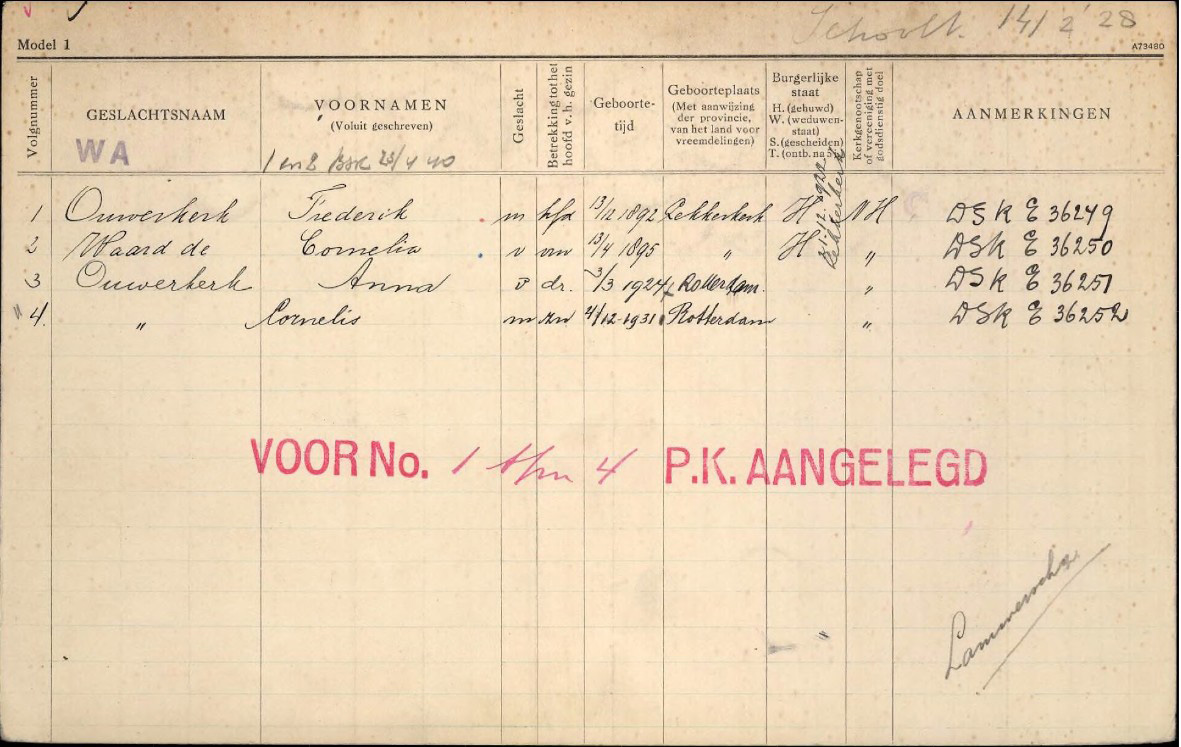 14/2 '28
Model 1
A73480
Volgnummer
GESLACHTSNAAM
WA
VOORNAMEN
(Voluit geschreven)
1 en 2 BSK 23/4 40
Geslacht
Betrekking tot het hoofd v. h. gezin
Geboorte-
tijd
Geboorteplaats
(Met aanwijzing
der provincie,
van het land voor
vreemdelingen)
Burgerlijke
staat
H. (gehuwd)
W. (weduwen-
staat)
S. (gescheiden)
T. (ontb. na 5j.
Kerkgenootschap
of vereeniging met
godsdienstig doel
AANMERKINGEN
1 Ouwerkerk Frederik m hfd 13/12 1892 Lekkerkerk H NH DSK E 36249
2 Waard de Cornelia v vrw 13/4 1895 " H " DSK E 36250
Lekkerkerk
3 Ouwerkerk Anna v dr. 3/3 1924 Rotterdam. " DSK E 36251
" 4. " Cornelis m zn 4/12-1931 Rotterdam " DSK E 36252
VOOR No. 1 t/m 4 P.K. AANGELEGD
"